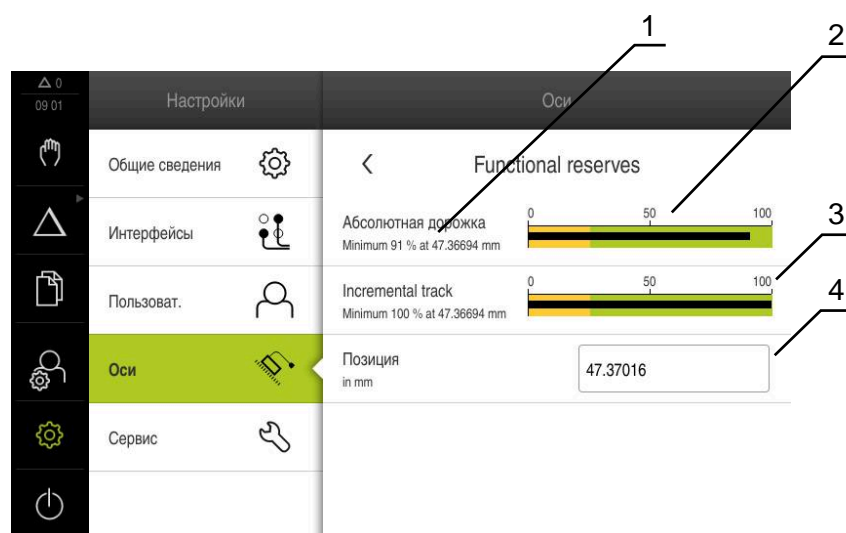 1
2
△ 0
09 01
Настройки
Оси
Общие сведения
Functional reserves
Интерфейсы
Абсолютная дорожка
Minimum 91 % at 47.36694 mm
0 50 100
3
Пользоват.
Incremental track
Minimum 100 % at 47.36694 mm
0 50 100
4
Оси
Позиция
in mm
47.37016
Сервис